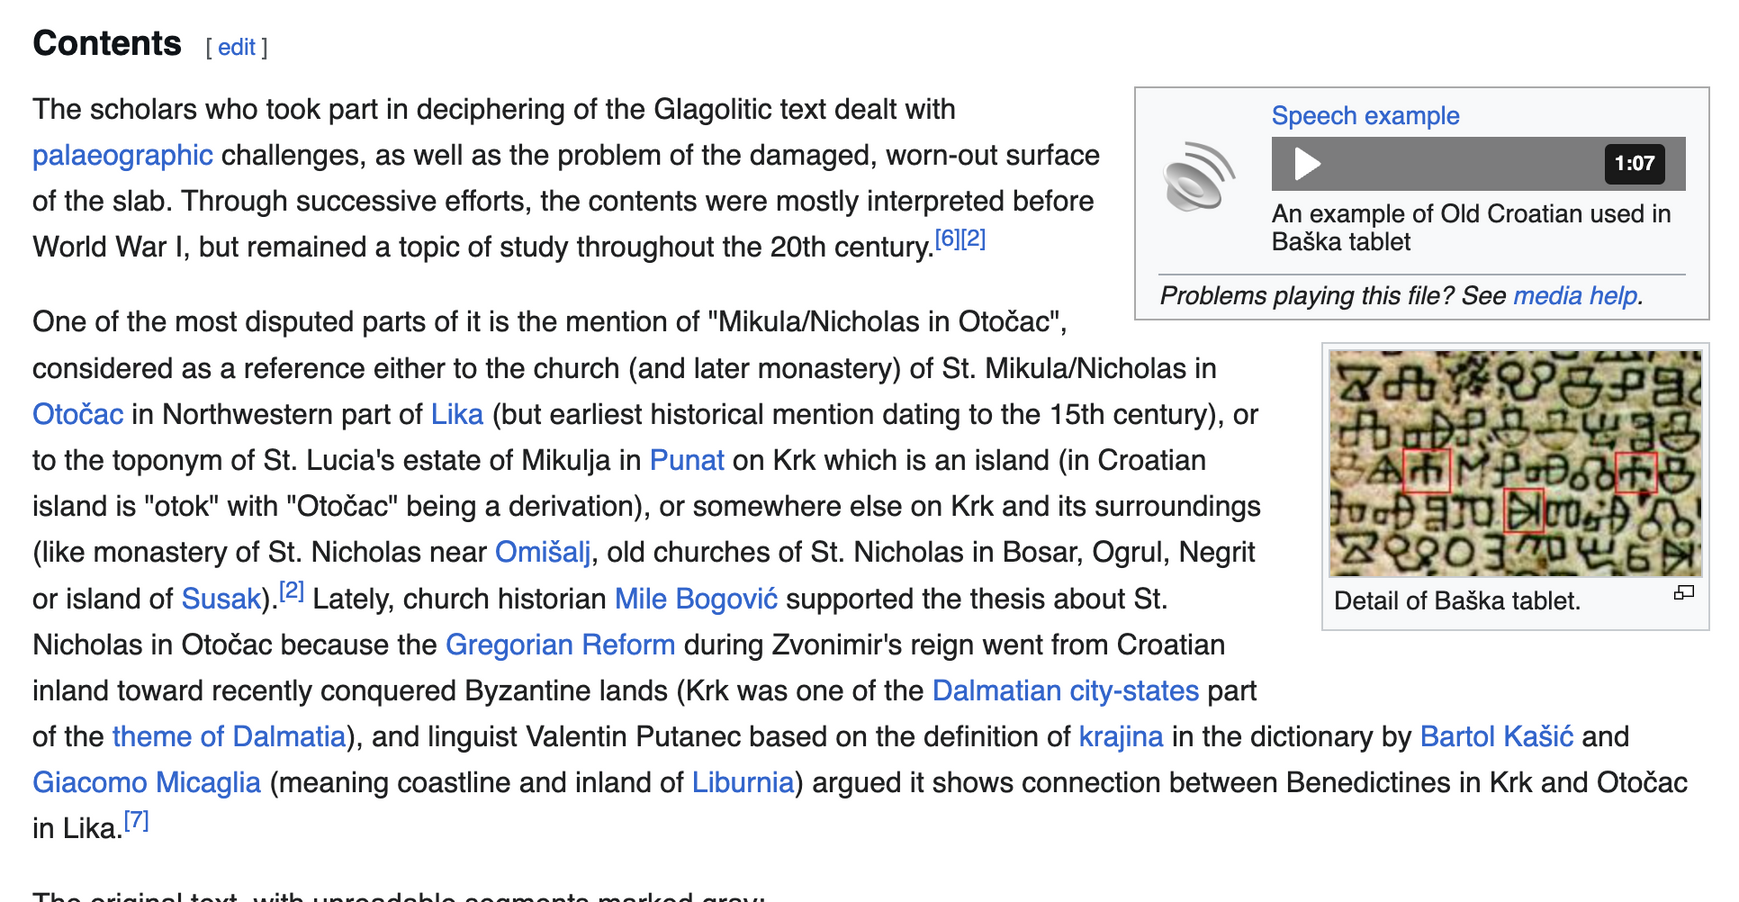 Contents [ edit ]
The scholars who took part in deciphering of the Glagolitic text dealt with
palaeographic challenges, as well as the problem of the damaged, worn-out surface
of the slab. Through successive efforts, the contents were mostly interpreted before
World War I, but remained a topic of study throughout the 20th century.[6][2]
One of the most disputed parts of it is the mention of "Mikula/Nicholas in Otočac",
considered as a reference either to the church (and later monastery) of St. Mikula/Nicholas in
Otočac in Northwestern part of Lika (but earliest historical mention dating to the 15th century), or
to the toponym of St. Lucia's estate of Mikulja in Punat on Krk which is an island (in Croatian
island is "otok" with "Otočac" being a derivation), or somewhere else on Krk and its surroundings
(like monastery of St. Nicholas near Omišalj, old churches of St. Nicholas in Bosar, Ogrul, Negrit
or island of Susak).[2] Lately, church historian Mile Bogović supported the thesis about St.
Nicholas in Otočac because the Gregorian Reform during Zvonimir's reign went from Croatian
inland toward recently conquered Byzantine lands (Krk was one of the Dalmatian city-states part
of the theme of Dalmatia), and linguist Valentin Putanec based on the definition of krajina in the dictionary by Bartol Kašić and
Giacomo Micaglia (meaning coastline and inland of Liburnia) argued it shows connection between Benedictines in Krk and Otočac
in Lika.[7]
The original text, with unreadable segments marked gray:
Speech example
1:07
An example of Old Croatian used in
Baška tablet
Problems playing this file? See media help.
Detail of Baška tablet.